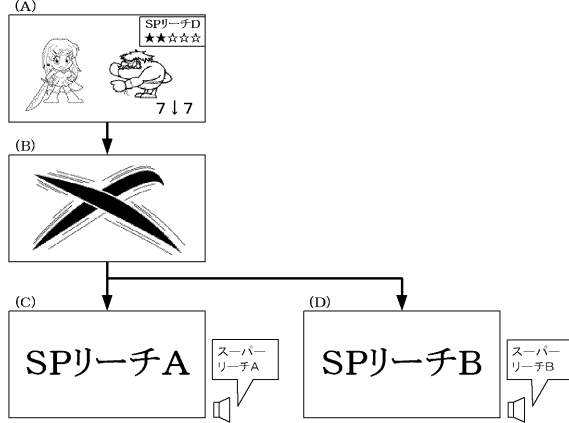 (A)
SPリーチD
★★☆☆☆
7↓7
(B)
(C)
SPリーチA
スーパー
リーチA
(D)
SPリーチB
スーパー
リーチB